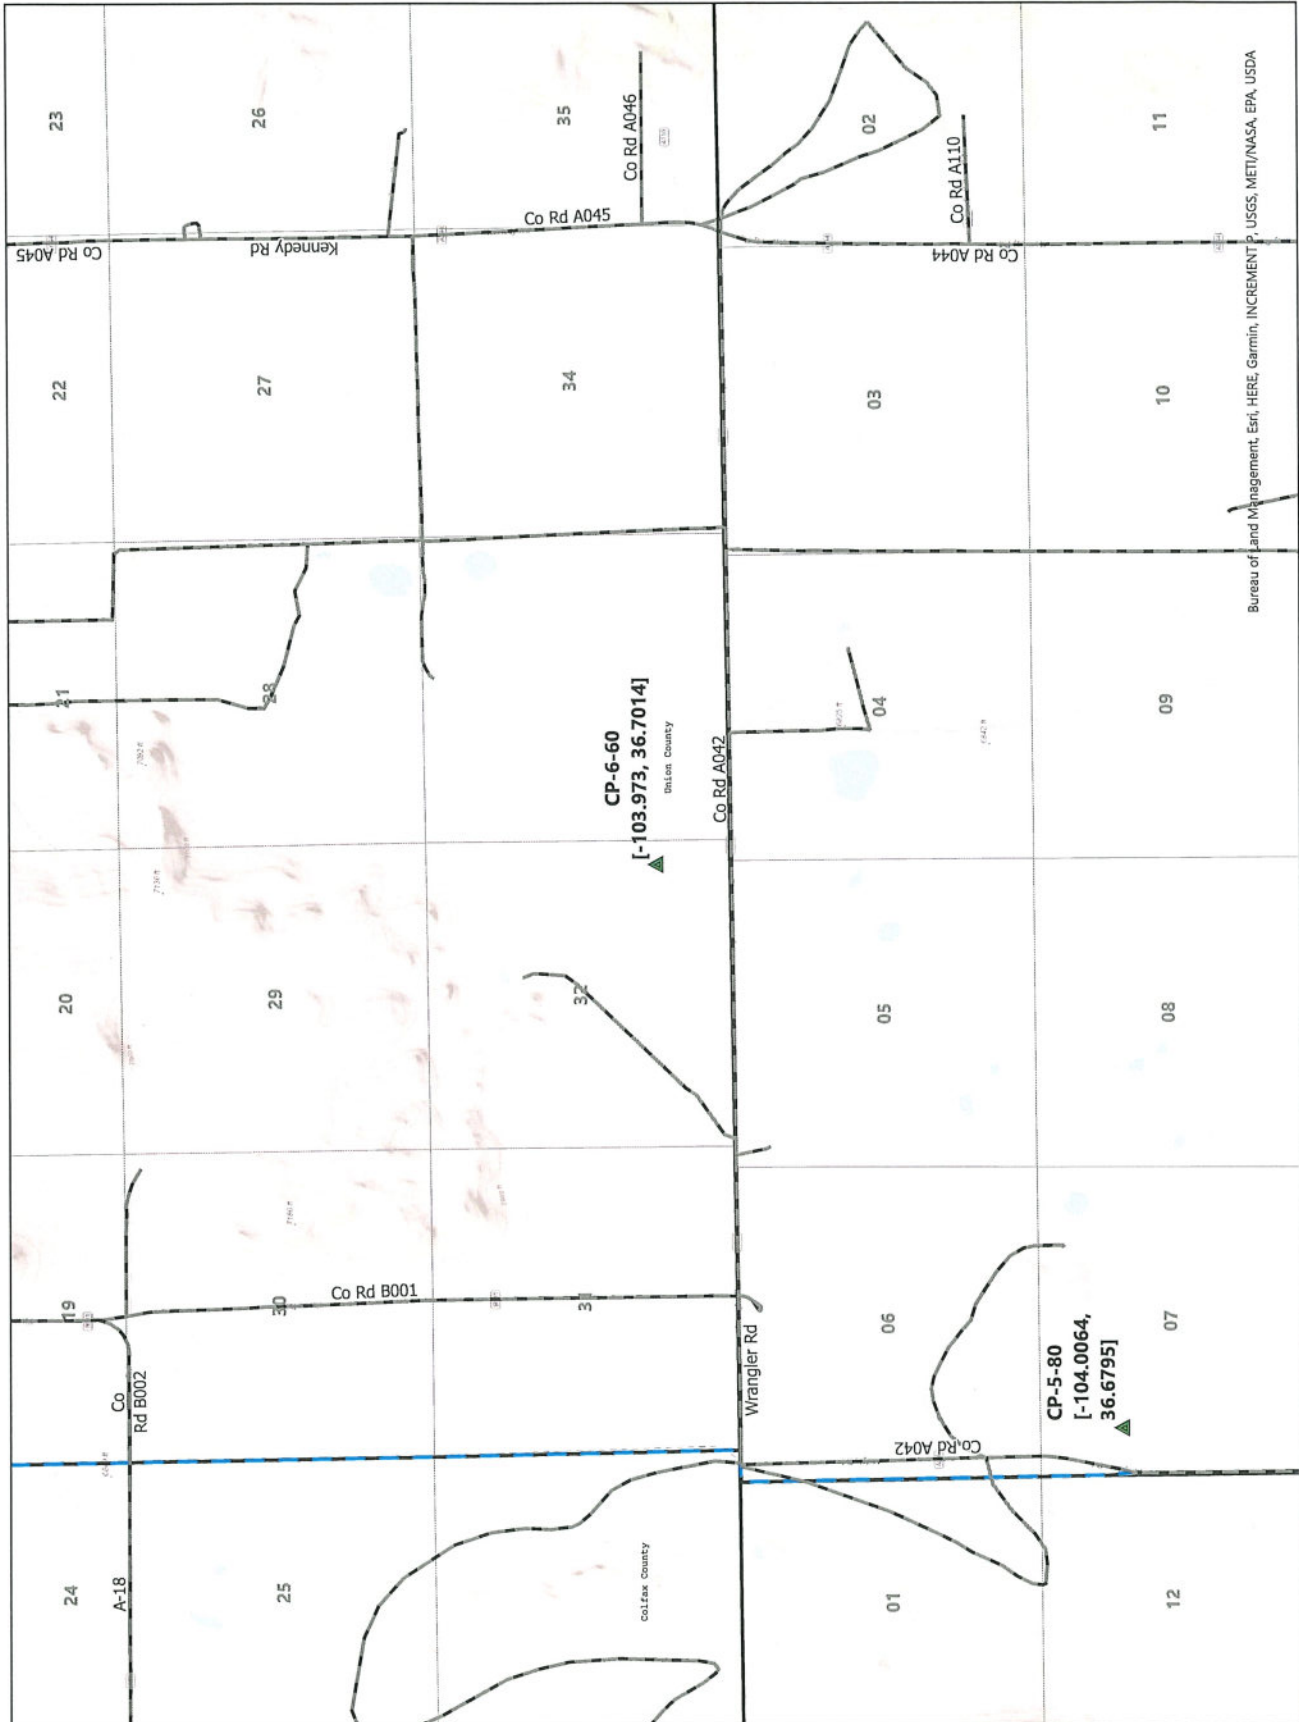 23
26
35
Co Rd A046
02
Co Rd A110
11
Co Rd A045
Kennedy Rd
Co Rd A045
Co Rd A044
22
27
34
03
10
21
28
CP-6-60
[-103.973, 36.7014]
Union County
Co Rd A042
04
09
20
29
32
05
08
19
30
Co Rd B001
31
Wrangler Rd
06
07
Co
Rd B002
CP-5-80
[-104.0064,
36.6795]
Co Rd A042
24
A-18
25
Colfax County
01
12
Bureau of Land Management, Esri, HERE, Garmin, INCREMENT P, USGS, METI/NASA, EPA, USDA